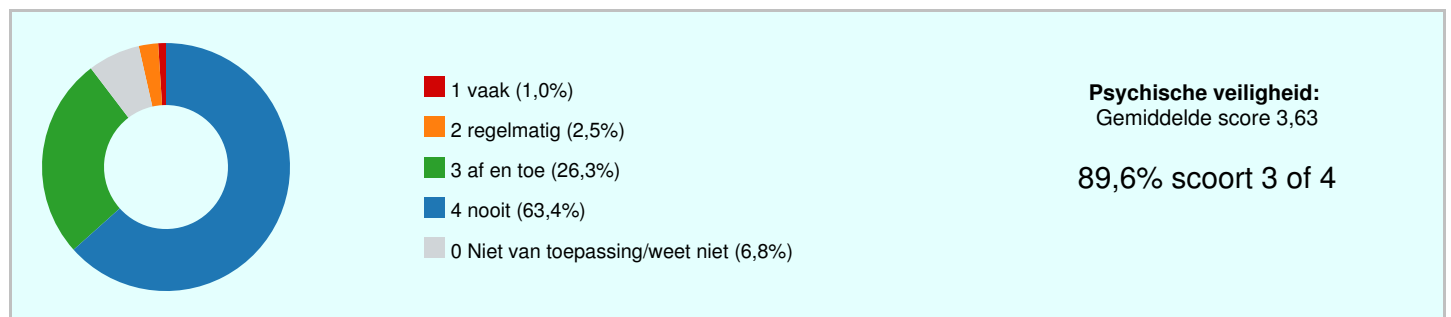 1 vaak (1,0%)
2 regelmatig (2,5%)
3 af en toe (26,3%)
4 nooit (63,4%)
0 Niet van toepassing/weet niet (6,8%)
Psychische veiligheid:
Gemiddelde score 3,63
89,6% scoort 3 of 4